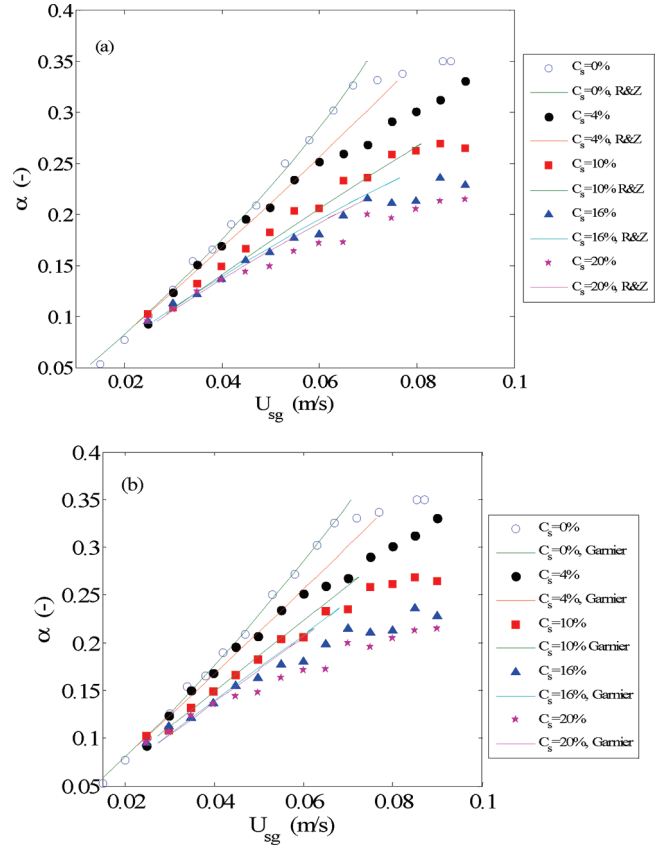 (a)
0.4
0.35
0.3
0.25
0.2
0.15
0.1
0.05
α (-)
0.02
0.04
0.06
0.08
0.1
U_sg (m/s)
C_s=0%
C_s=0%, R&Z
C_s=4%
C_s=4%, R&Z
C_s=10%
C_s=10% R&Z
C_s=16%
C_s=16%, R&Z
C_s=20%
C_s=20%, R&Z
(b)
0.4
0.35
0.3
0.25
0.2
0.15
0.1
0.05
α (-)
0.02
0.04
0.06
0.08
0.1
U_sg (m/s)
C_s=0%
C_s=0%, Garnier
C_s=4%
C_s=4%, Garnier
C_s=10%
C_s=10% Garnier
C_s=16%
C_s=16%, Garnier
C_s=20%
C_s=20%, Garnier